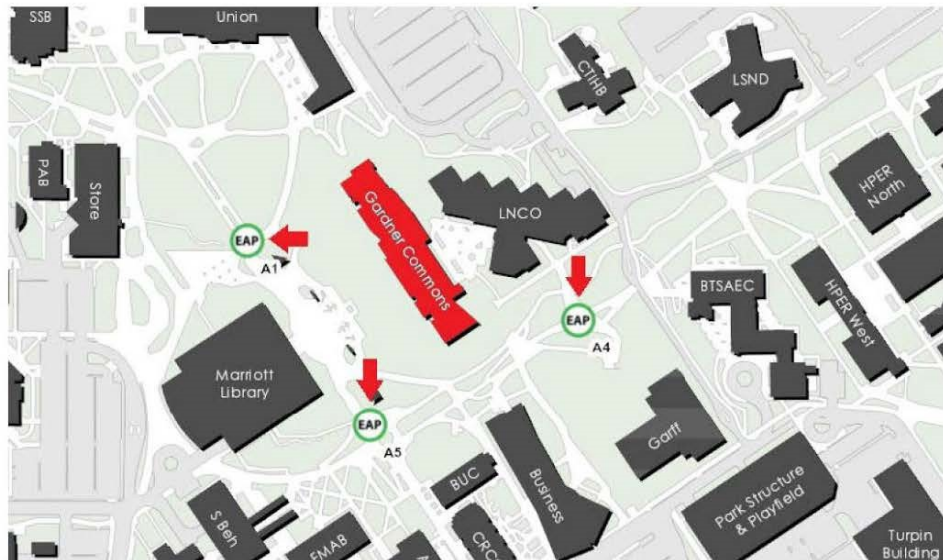 SSB
Union
CTIHB
LSND
PAB
Store
HPER
North
Gardner Commons
LNCO
EAP
A1
BTSAEC
HPER West
EAP
A4
Marriott
Library
EAP
A5
Garff
BUC
Business
S Beh
FMAB
CRC
Park Structure
& Playfield
Turpin
Building